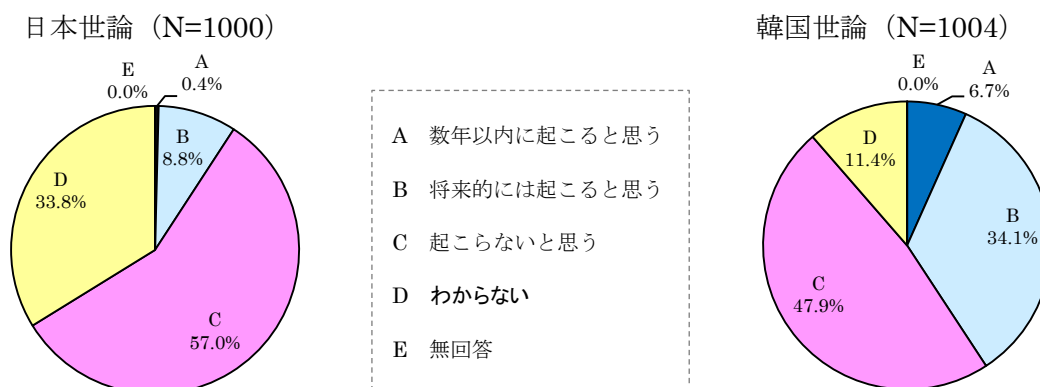 日本世論（N=1000）
E
0.0%
A
0.4%
B
8.8%
D
33.8%
C
57.0%
A 数年以内に起こると思う
B 将来的には起こると思う
C 起こらないと思う
D わからない
E 無回答
韓国世論（N=1004）
E
0.0%
A
6.7%
D
11.4%
B
34.1%
C
47.9%